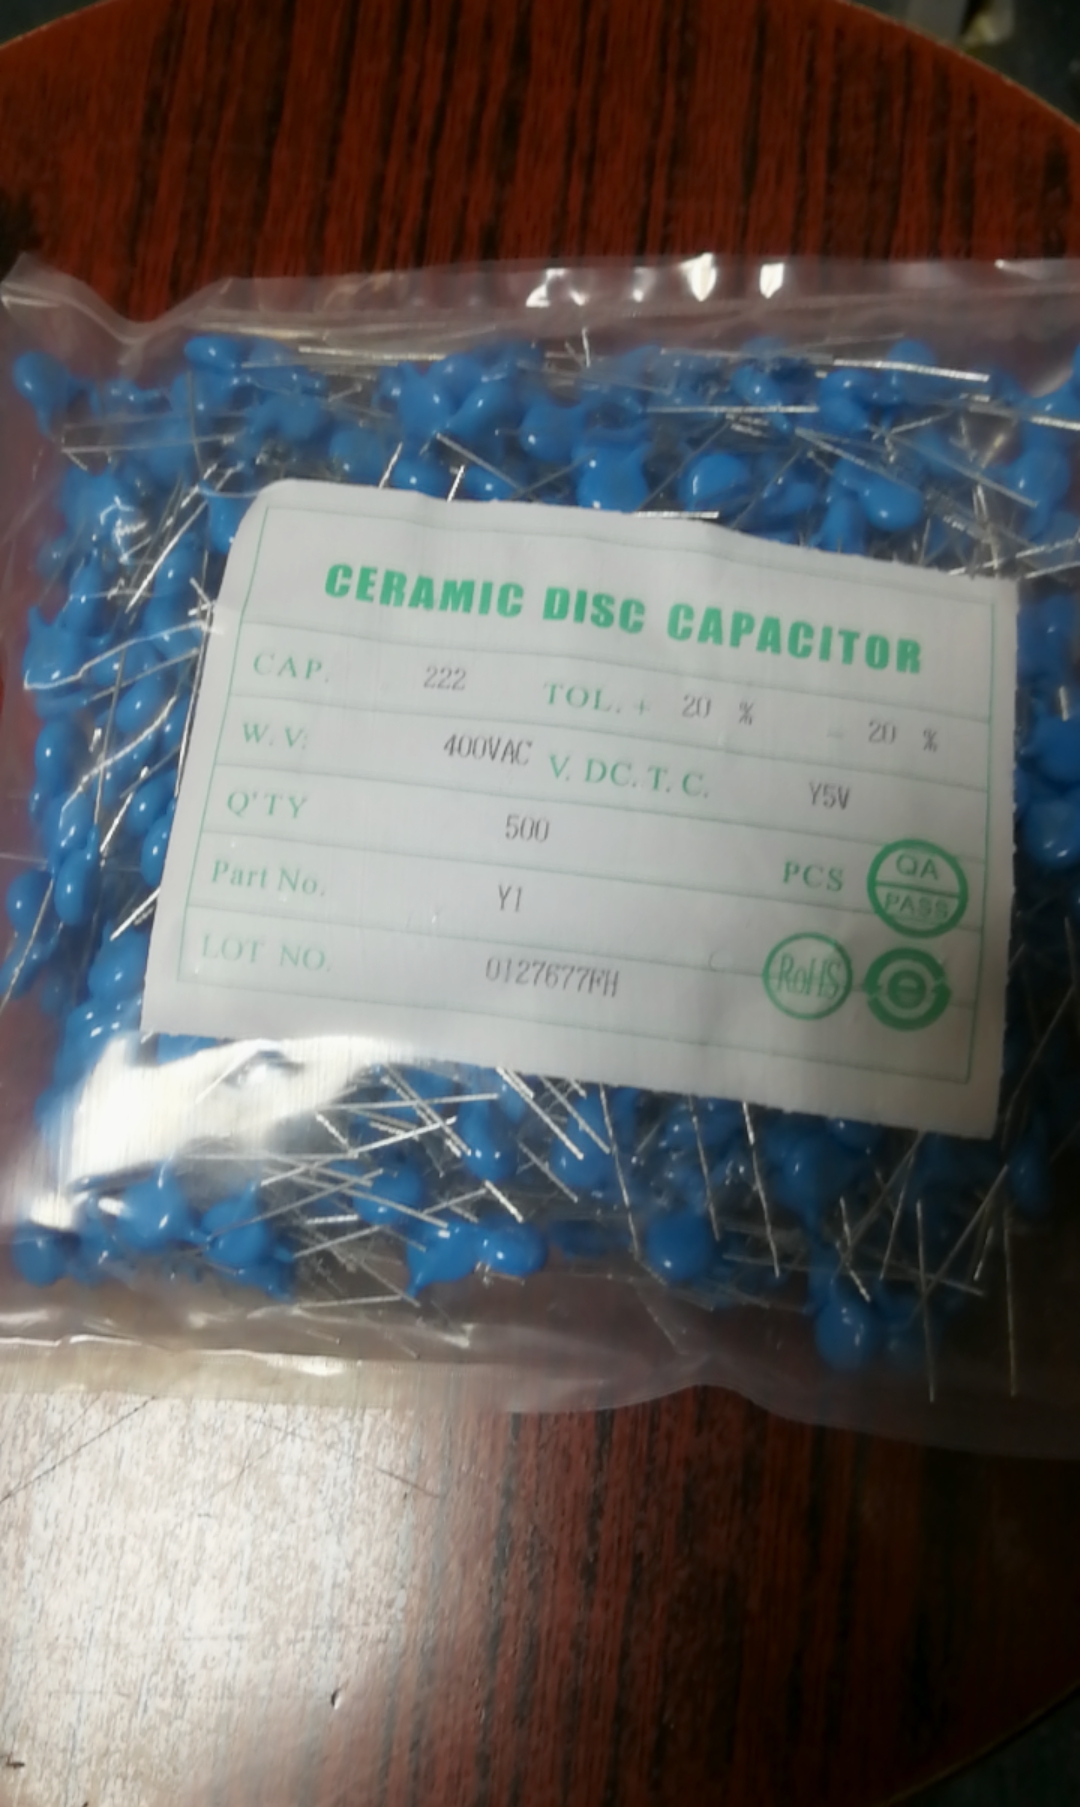 CERAMIC DISC CAPACITOR
CAP. 222 TOL. + 20 % - 20 %
W.V: 400VAC V. DC. T. C. Y5V
Q'TY 500 PCS
Part No. Y1
LOT NO. 0127677FH
QA
PASS
RoHS
e